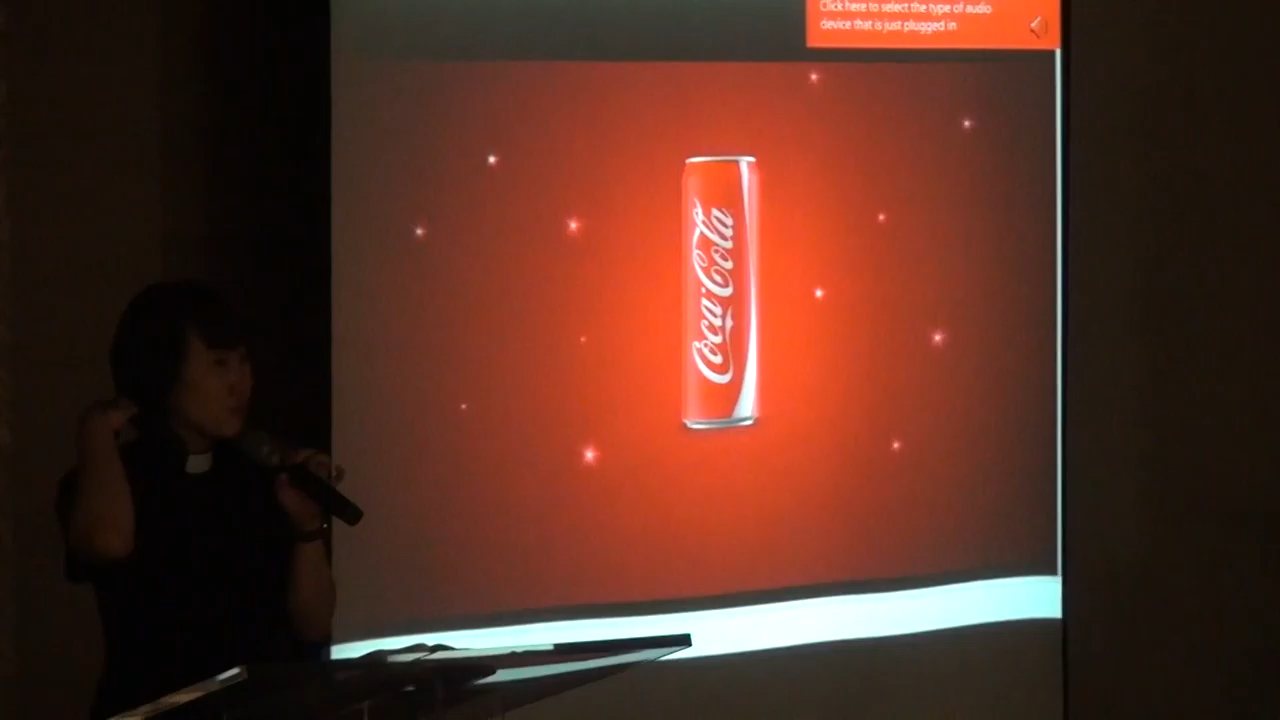 Click here to select the type of audio
device that is just plugged in
Coca-Cola